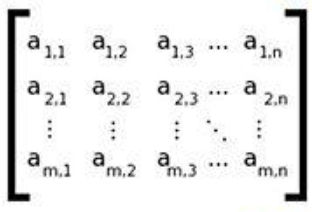 a1,1 a1,2 a1,3 ... a1,n
a2,1 a2,2 a2,3 ... a2,n
⋮ ⋮ ⋮ ⋱ ⋮
am,1 am,2 am,3 ... am,n